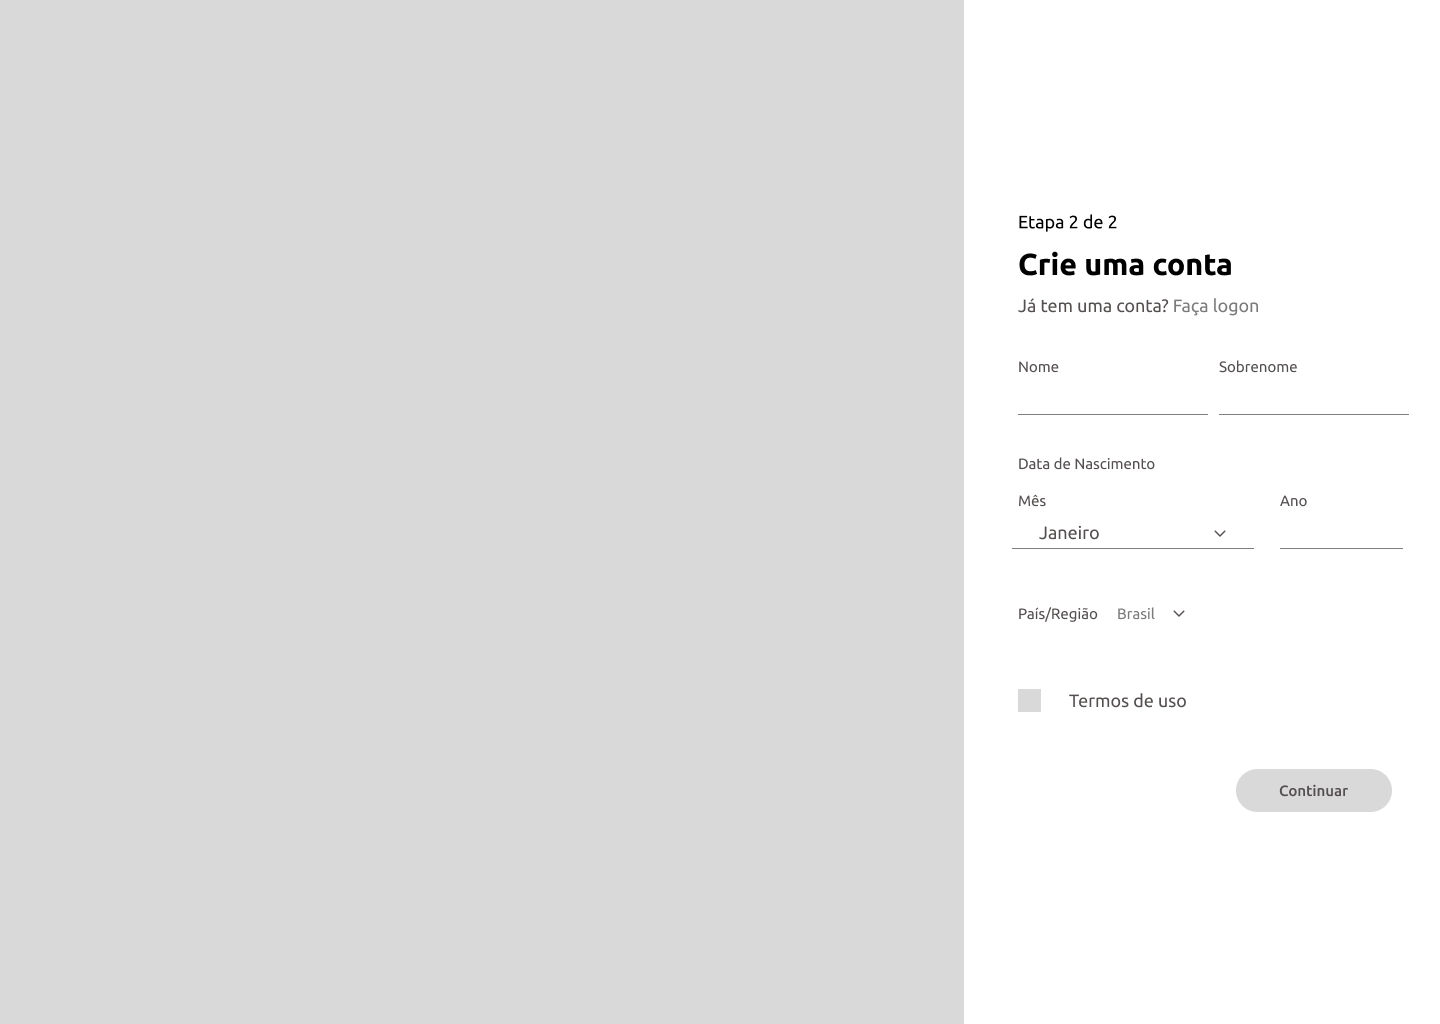 Etapa 2 de 2
Crie uma conta
Já tem uma conta? Faça logon
Nome Sobrenome
Data de Nascimento
Mês Ano
Janeiro
País/Região Brasil
Termos de uso
Continuar